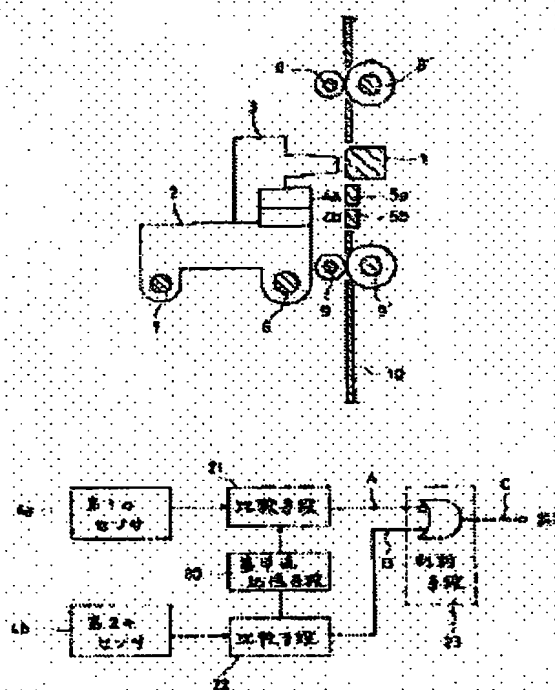 8
8'
3
1
4a
5a
4b
5b
2
7
6
9
9'
10
21
A
C
4a
第1の
センサ
比較手段
20
基準値
記憶手段
B
判別
手段
4b
第2の
センサ
比較手段
22
23